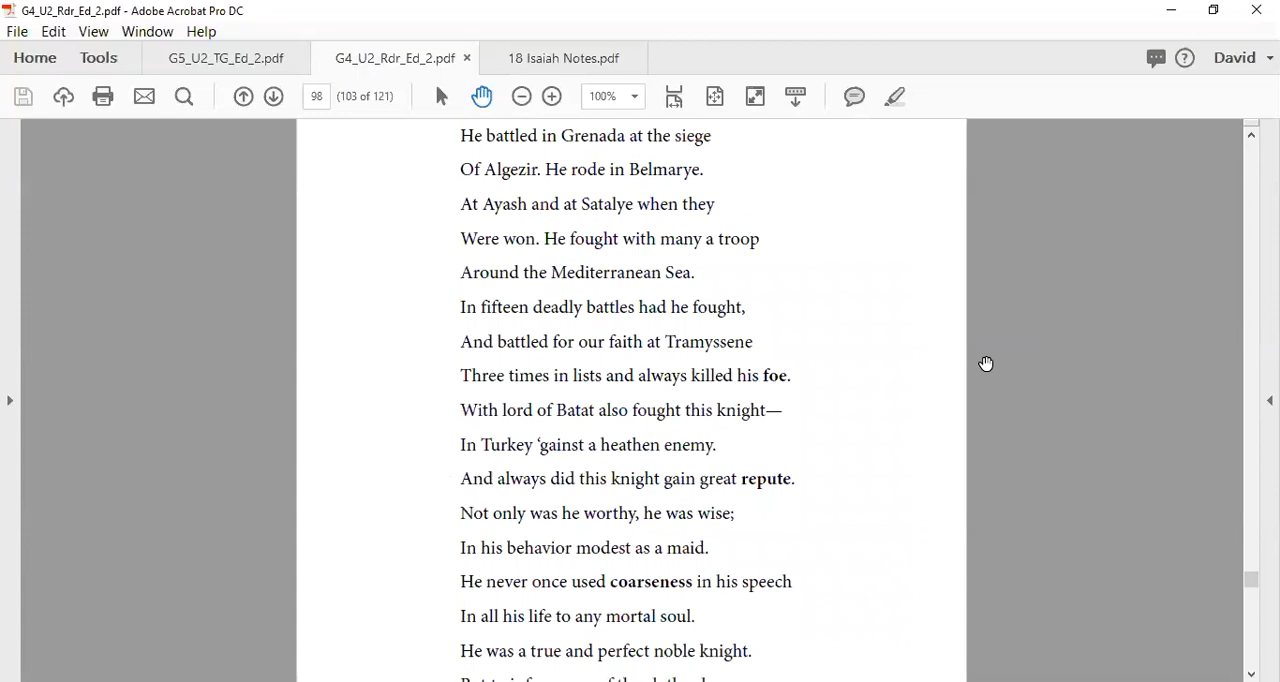 G4_U2_Rdr_Ed_2.pdf - Adobe Acrobat Pro DC
File Edit View Window Help
Home Tools G5_U2_TG_Ed_2.pdf G4_U2_Rdr_Ed_2.pdf × 18 Isaiah Notes.pdf David
98 (103 of 121) 100%
He battled in Grenada at the siege
Of Algezir. He rode in Belmarye.
At Ayash and at Satalye when they
Were won. He fought with many a troop
Around the Mediterranean Sea.
In fifteen deadly battles had he fought,
And battled for our faith at Tramyssene
Three times in lists and always killed his foe.
With lord of Batat also fought this knight—
In Turkey ‘gainst a heathen enemy.
And always did this knight gain great repute.
Not only was he worthy, he was wise;
In his behavior modest as a maid.
He never once used coarseness in his speech
In all his life to any mortal soul.
He was a true and perfect noble knight.